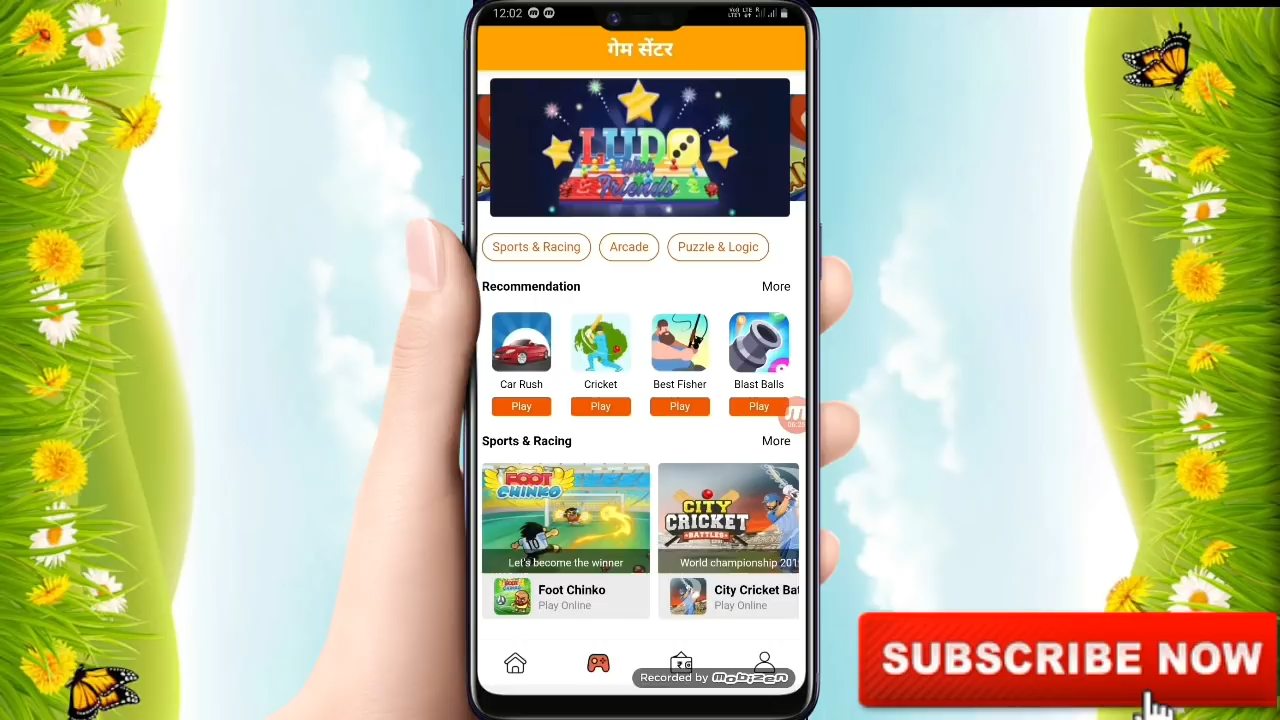 12:02
गेम सेंटर
LUDO
With
Friends
Sports & Racing
Arcade
Puzzle & Logic
Recommendation
More
Car Rush
Cricket
Best Fisher
Blast Balls
Play
Play
Play
Play
Sports & Racing
More
FOOT
CHINKO
CITY
CRICKET
BATTLES
Let's become the winner
World championship 201
Foot Chinko
City Cricket Bat
Play Online
Play Online
Recorded by mobizen
SUBSCRIBE NOW